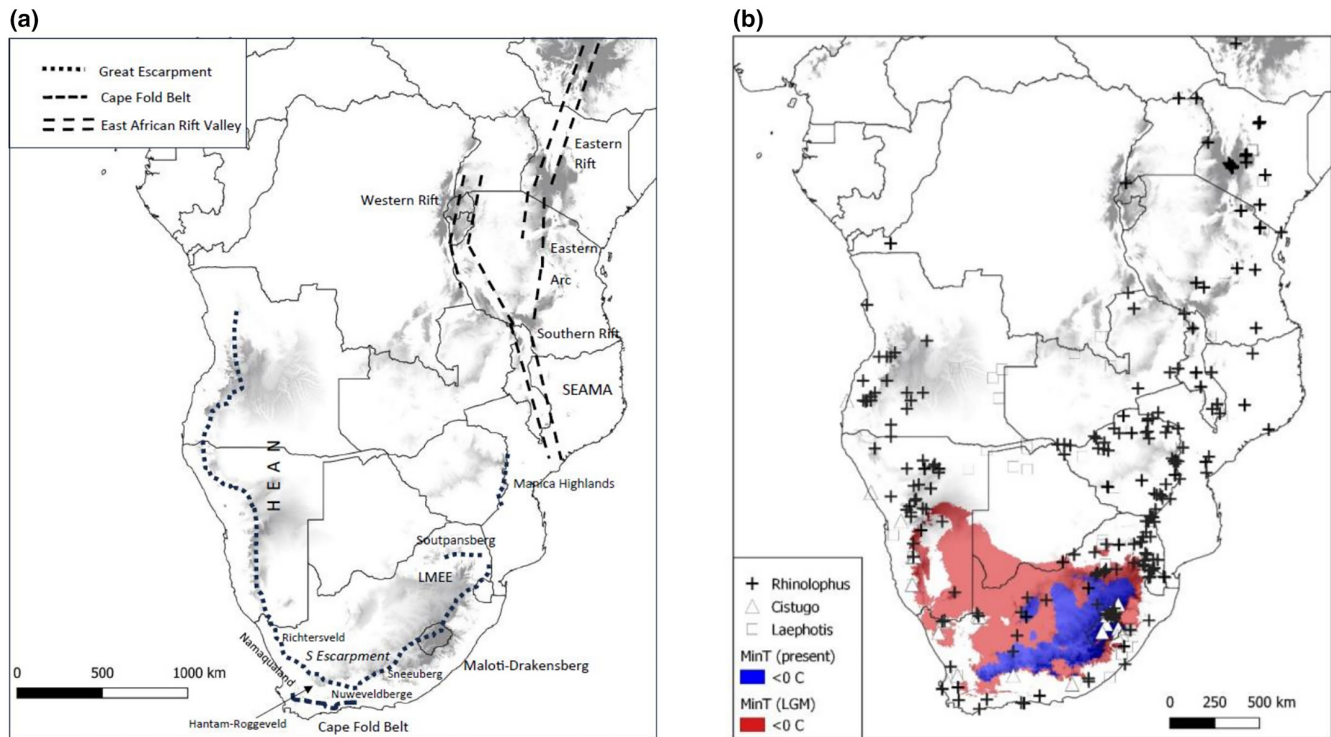 (a)
Great Escarpment
Cape Fold Belt
East African Rift Valley
Eastern
Rift
Western Rift
Eastern
Arc
Southern Rift
SEAMA
HEAN
Manica Highlands
Soutpansberg
LMEE
Richtersveld
S Escarpment
Namaqualand
Maloti-Drakensberg
Sneeuberg
Nuweveldberge
Hantam-Roggeveld
Cape Fold Belt
0 500 1000 km
(b)
Rhinolophus
Cistugo
Laephotis
MinT (present)
<0 C
MinT (LGM)
<0 C
0 250 500 km